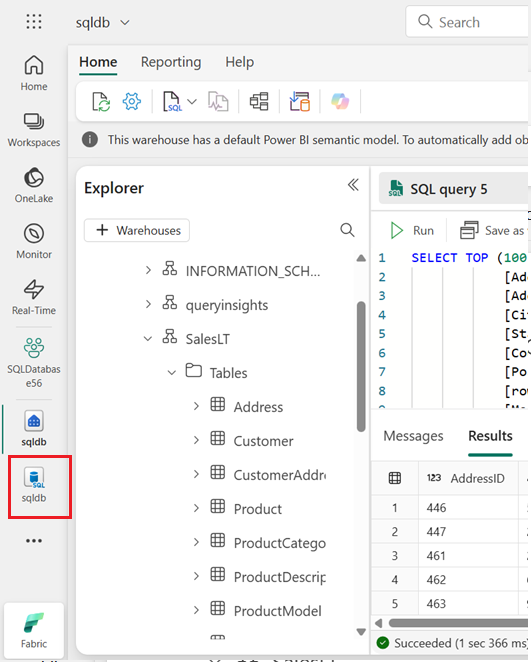 sqldb
Search
Home
Workspaces
OneLake
Monitor
Real-Time
SQLDatabas
e56
sqldb
sqldb
Fabric
Home Reporting Help
SQL
This warehouse has a default Power BI semantic model. To automatically add ob
Explorer
+ Warehouses
INFORMATION_SCH...
queryinsights
SalesLT
Tables
Address
Customer
CustomerAddre
Product
ProductCatego
ProductDescrip
ProductModel
SQL query 5
Run
Save as
1 SELECT TOP (100
2 [Ad
3 [Ad
4 [Ci
5 [St
6 [Co
7 [Po
8 [ro
Messages Results
123 AddressID
1 446
2 447
3 461
4 462
5 463
Succeeded (1 sec 366 ms)